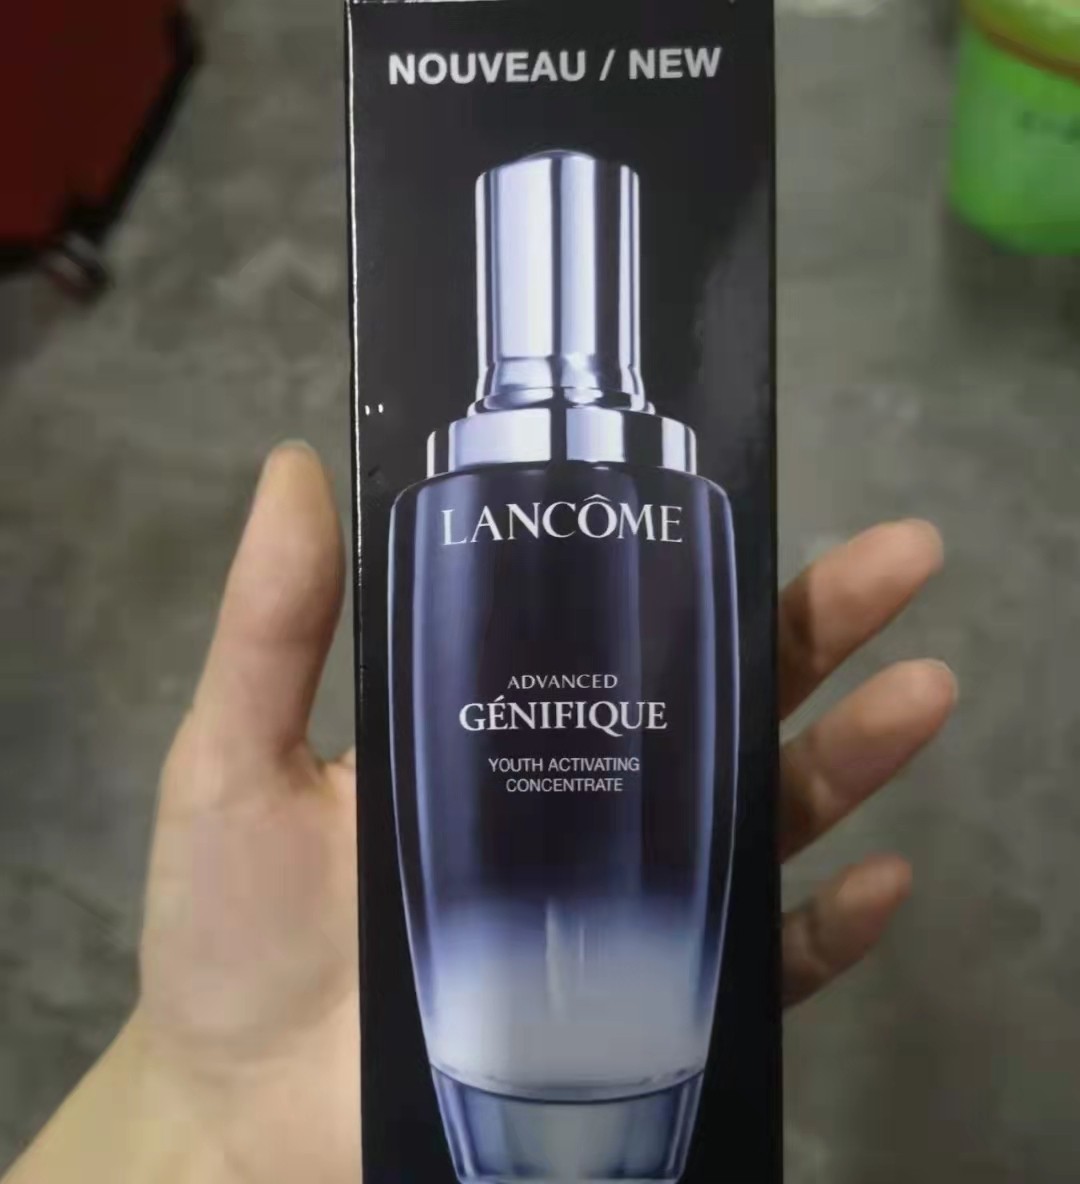 NOUVEAU / NEW
LANCÔME
ADVANCED
GÉNIFIQUE
YOUTH ACTIVATING
CONCENTRATE